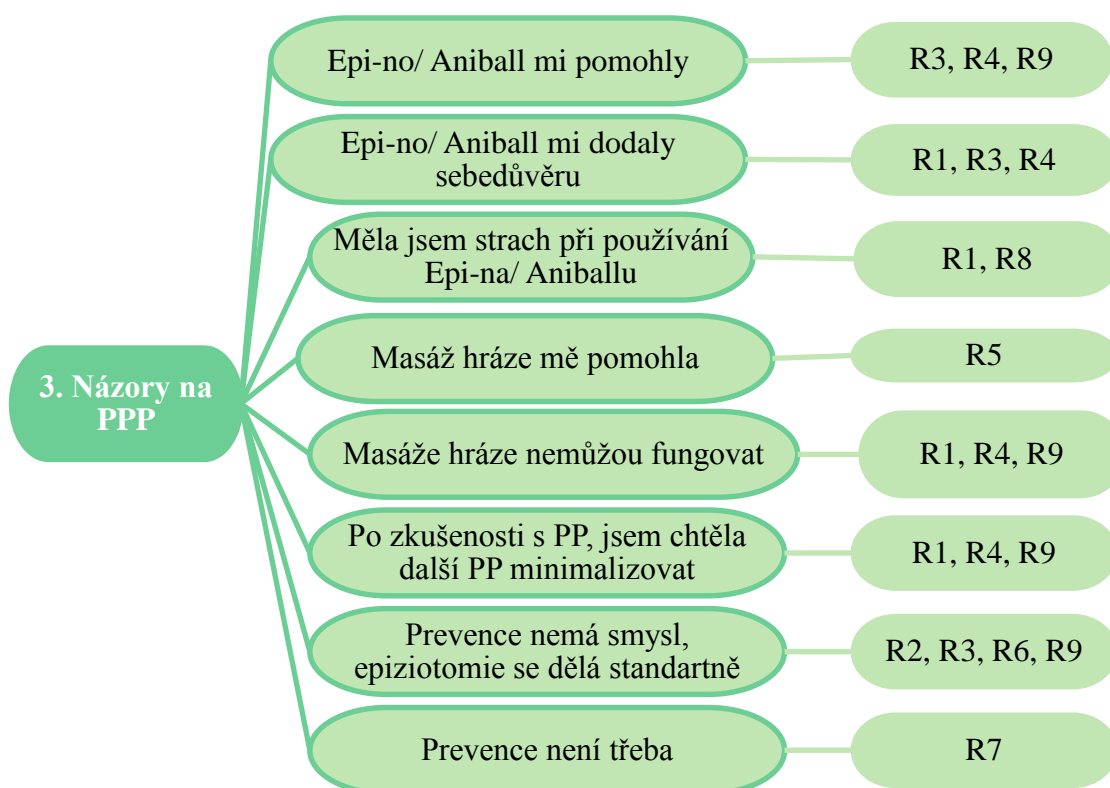 Epi-no/ Aniball mi pomohly
R3, R4, R9
Epi-no/ Aniball mi dodaly
sebedůvěru
R1, R3, R4
Měla jsem strach při používání
Epi-na/ Aniballu
R1, R8
3. Názory na
PPP
Masáž hráze mě pomohla
R5
Masáže hráze nemůžou fungovat
R1, R4, R9
Po zkušenosti s PP, jsem chtěla
další PP minimalizovat
R1, R4, R9
Prevence nemá smysl,
epiziotomie se dělá standartně
R2, R3, R6, R9
Prevence není třeba
R7